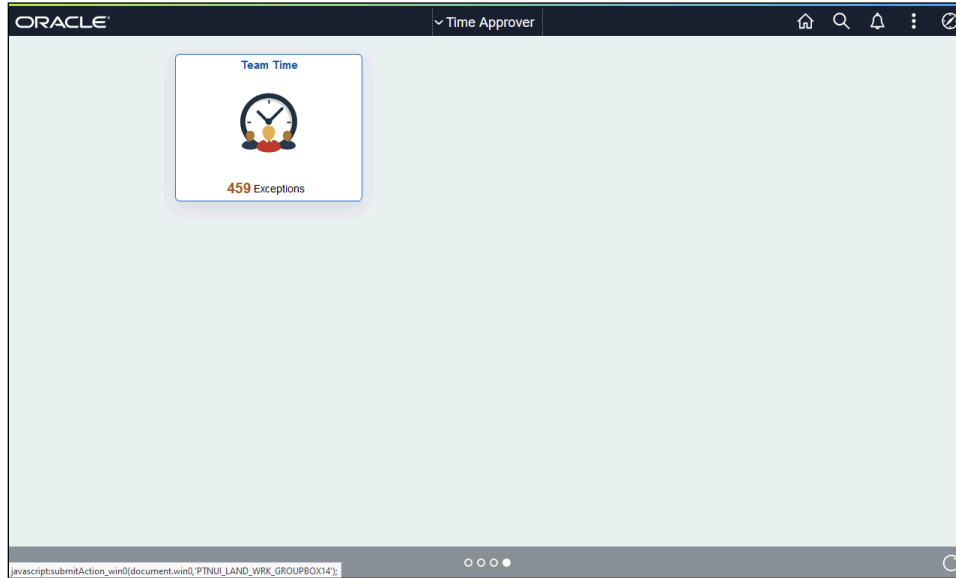 ORACLE
Time Approver
Team Time
459 Exceptions
javascript:submitAction_win0(document.win0,'PTNUI_LAND_WRK_GROUPBOX14');